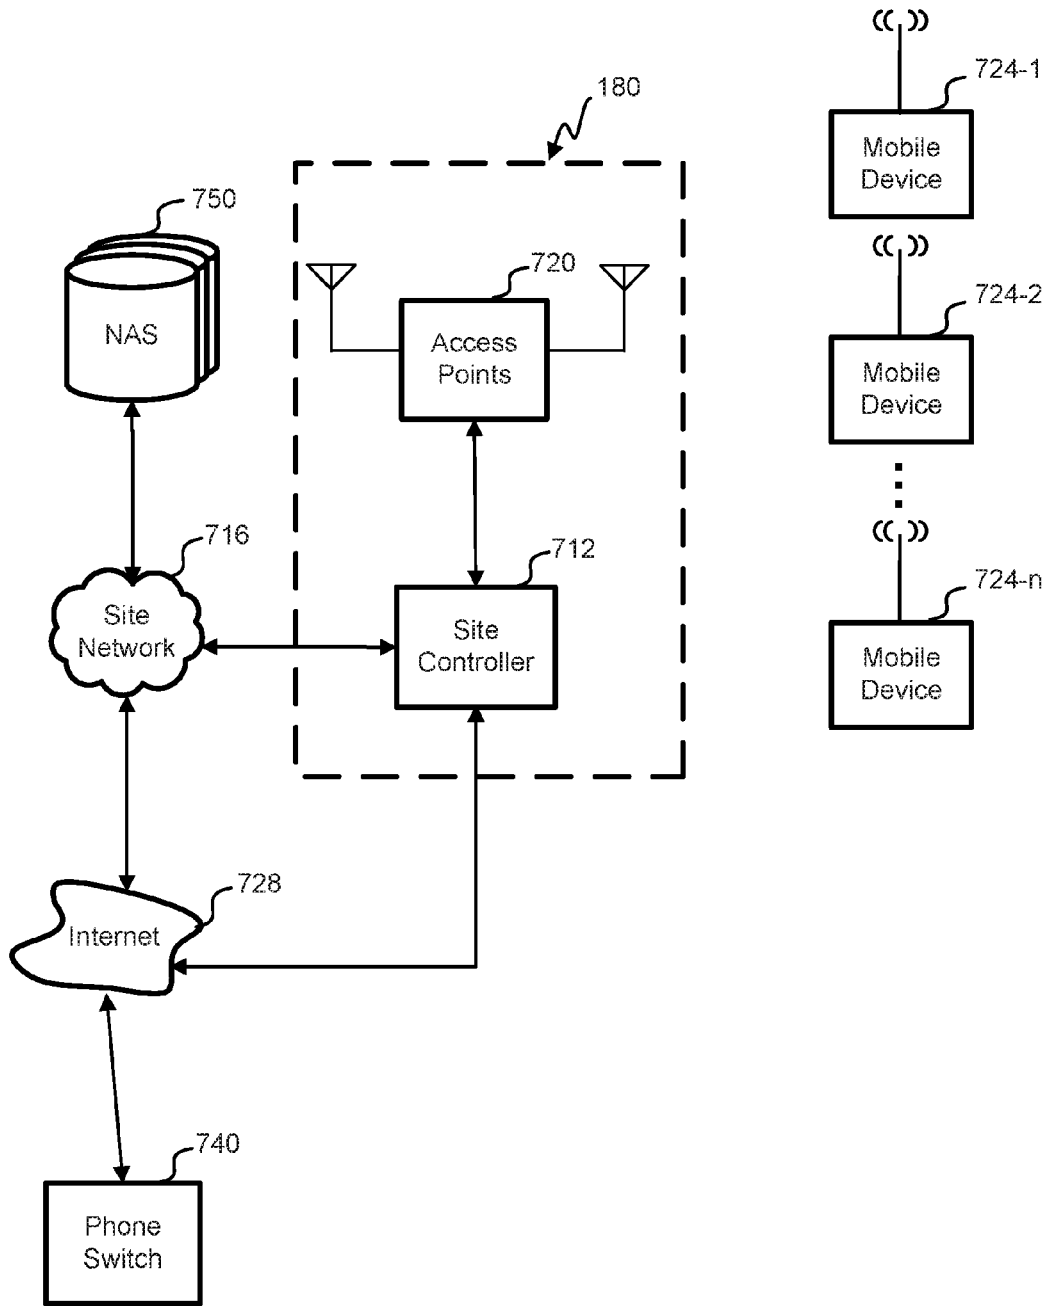 724-1
180
Mobile
Device
750
720
724-2
NAS
Access
Points
Mobile
Device
716
712
724-n
Site
Network
Site
Controller
Mobile
Device
728
Internet
740
Phone
Switch